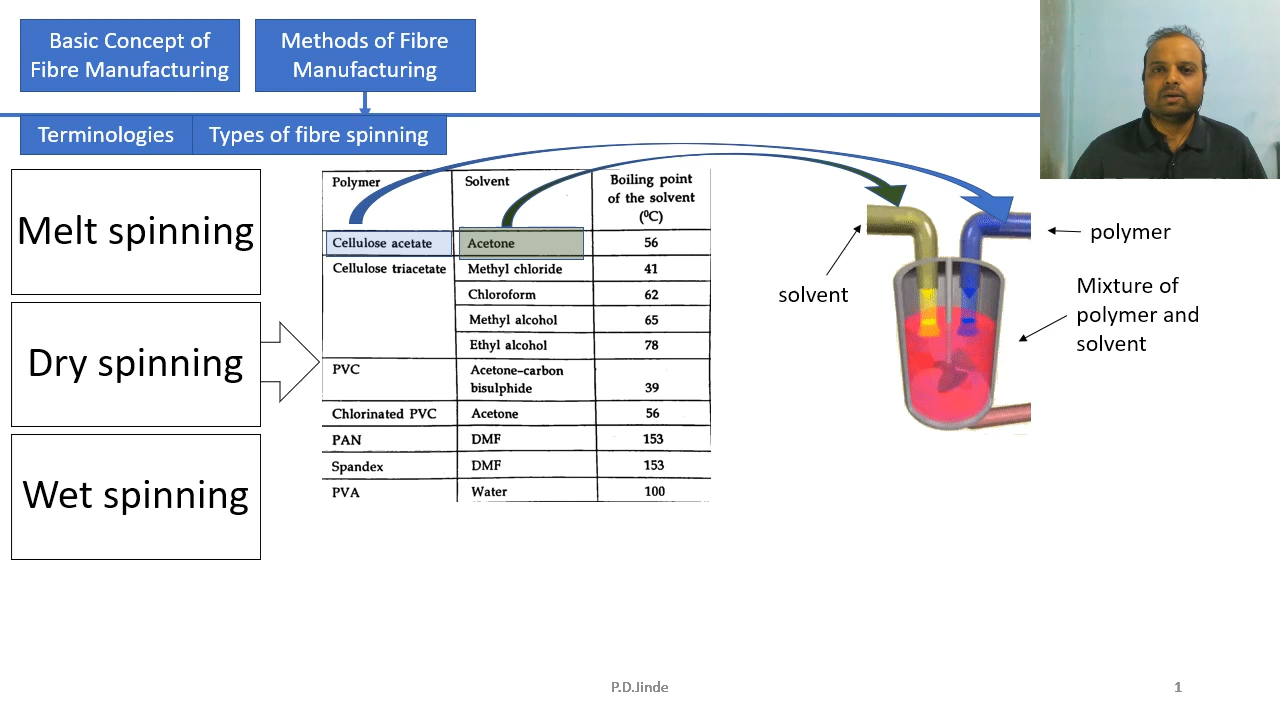 Basic Concept of
Fibre Manufacturing
Methods of Fibre
Manufacturing
Terminologies
Types of fibre spinning
Melt spinning
Dry spinning
Wet spinning
Polymer Solvent Boiling point
of the solvent
(⁰C)
Cellulose acetate Acetone 56
Cellulose triacetate Methyl chloride 41
Chloroform 62
Methyl alcohol 65
Ethyl alcohol 78
PVC Acetone-carbon
bisulphide 39
Chlorinated PVC Acetone 56
PAN DMF 153
Spandex DMF 153
PVA Water 100
solvent
polymer
Mixture of
polymer and
solvent
P.D.Jinde
1